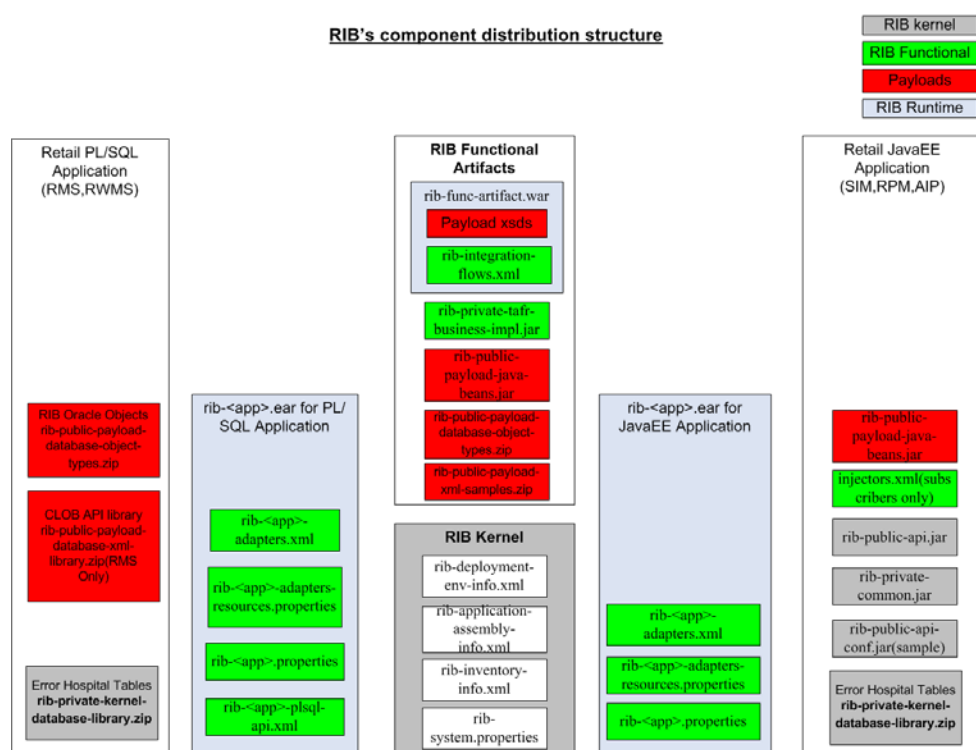 RIB's component distribution structure
RIB kernel
RIB Functional
Payloads
RIB Runtime
Retail PL/SQL
Application
(RMS,RWMS)
RIB Oracle Objects
rib-public-payload-
database-object-
types.zip
CLOB API library
rib-public-payload-
database-xml-
library.zip(RMS
Only)
Error Hospital Tables
rib-private-kernel-
database-library.zip
rib-<app>.ear for PL/
SQL Application
rib-<app>-
adapters.xml
rib-<app>-adapters-
resources.properties
rib-<app>.properties
rib-<app>-plsql-
api.xml
RIB Functional
Artifacts
rib-func-artifact.war
Payload xsds
rib-integration-
flows.xml
rib-private-tafr-
business-impl.jar
rib-public-
payload-java-
beans.jar
rib-public-payload-
database-object-
types.zip
rib-public-payload-
xml-samples.zip
RIB Kernel
rib-deployment-
env-info.xml
rib-application-
assembly-
info.xml
rib-inventory-
info.xml
rib-
system.properties
rib-<app>.ear for
JavaEE Application
rib-<app>-
adapters.xml
rib-<app>-adapters-
resources.properties
rib-<app>.properties
Retail JavaEE
Application
(SIM,RPM,AIP)
rib-public-
payload-java-
beans.jar
injectors.xml(subs
cribers only)
rib-public-api.jar
rib-private-
common.jar
rib-public-api-
conf.jar(sample)
Error Hospital Tables
rib-private-kernel-
database-library.zip